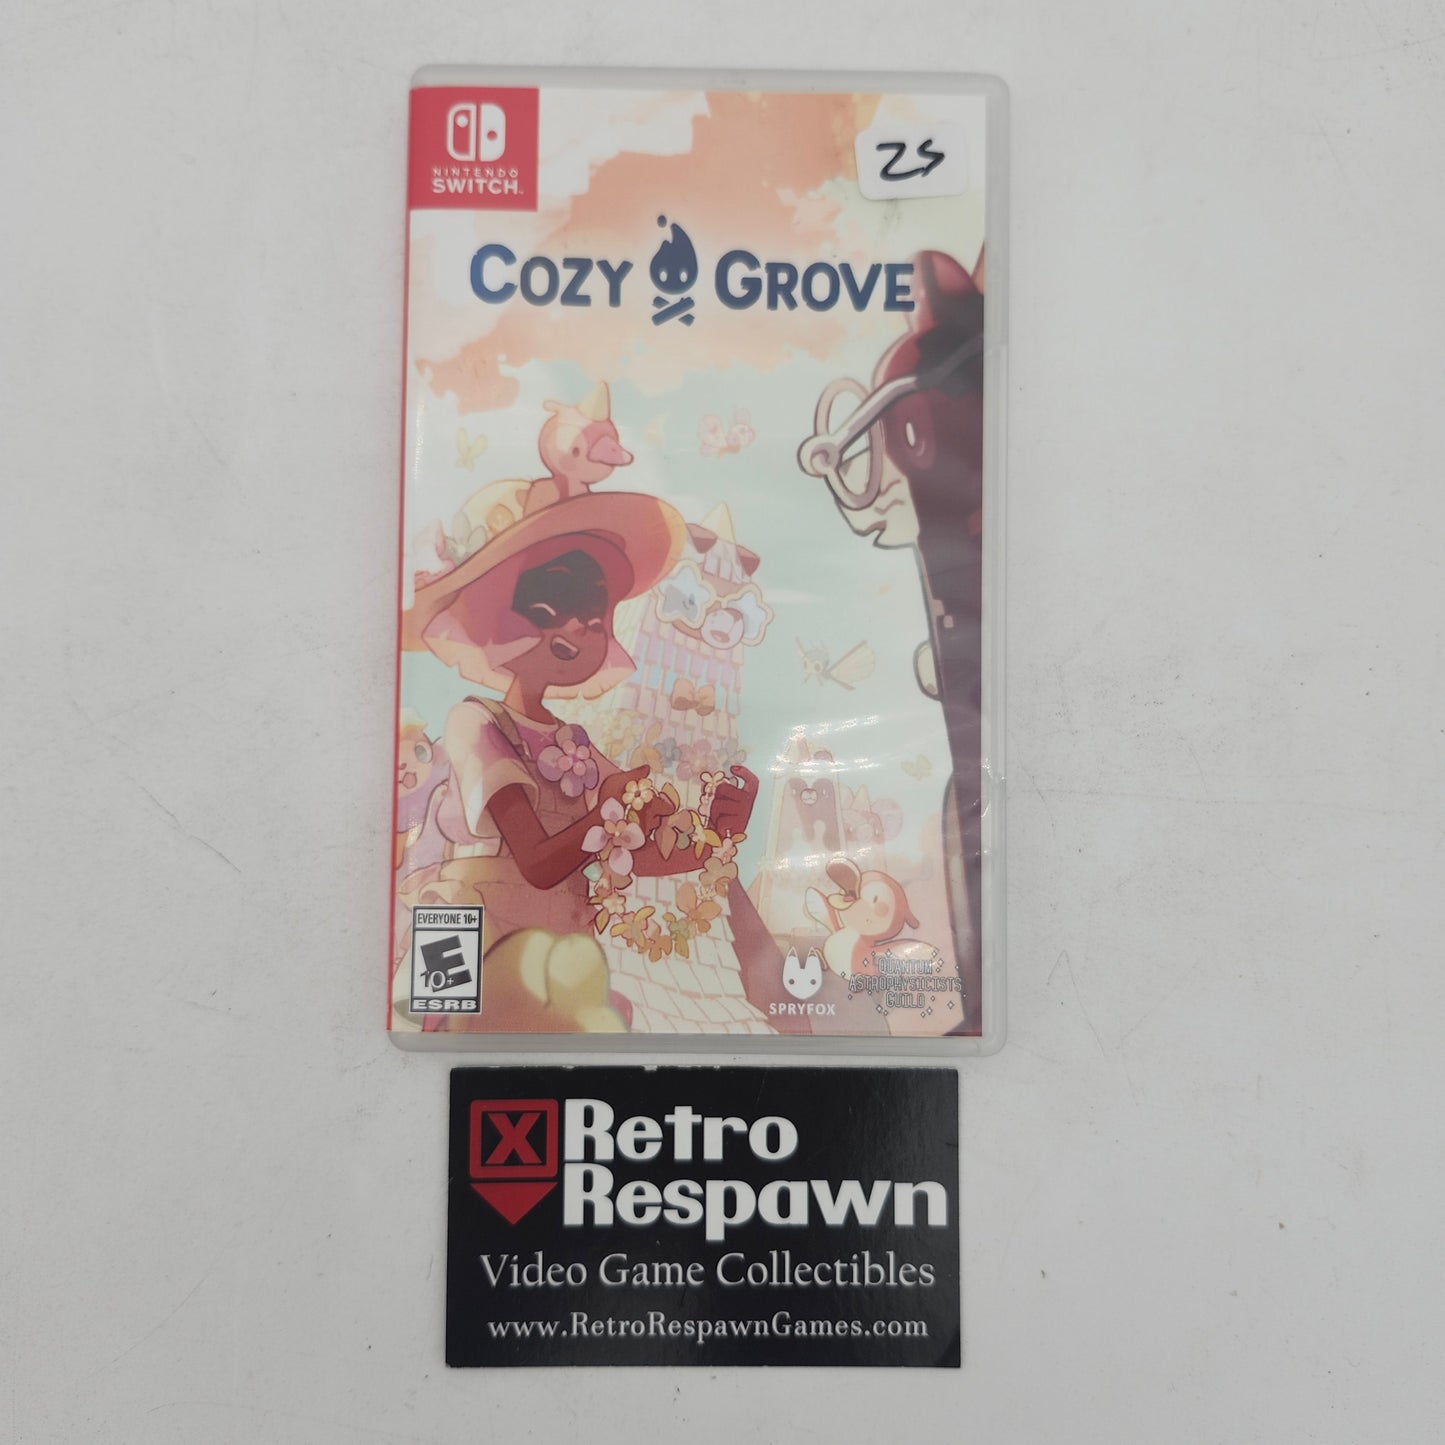 NINTENDO
SWITCH™
25
COZY GROVE
EVERYONE 10+
E
10+
ESRB
SPRYFOX
QUANTUM
ASTROPHYSICISTS
GUILD
X Retro
Respawn
Video Game Collectibles
www.RetroRespawnGames.com